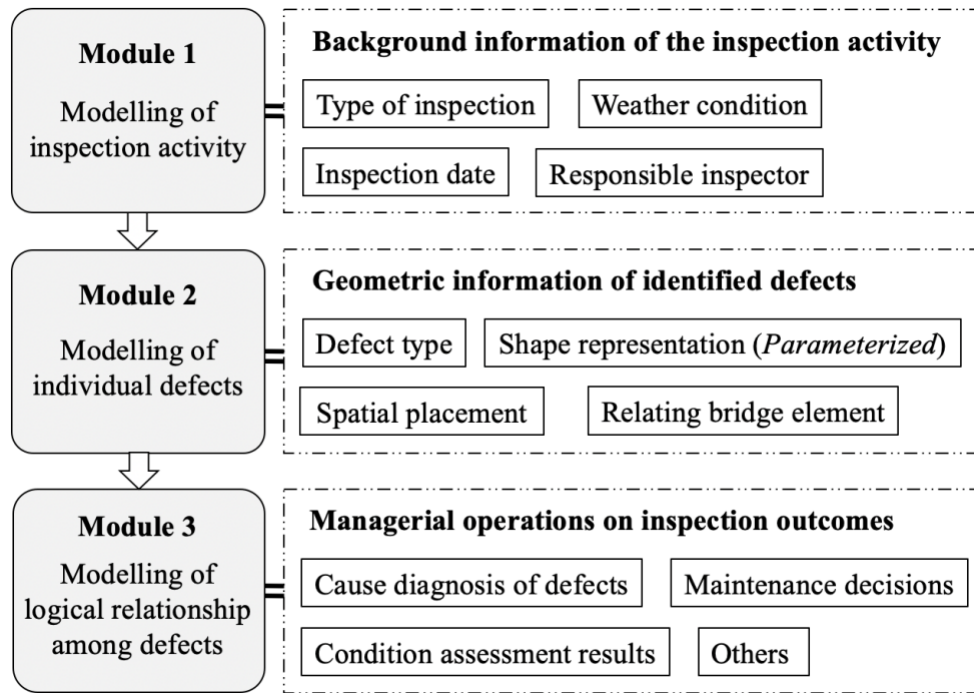 Module 1
Modelling of
inspection activity
Background information of the inspection activity
Type of inspection
Weather condition
Inspection date
Responsible inspector
Module 2
Modelling of
individual defects
Geometric information of identified defects
Defect type
Shape representation (Parameterized)
Spatial placement
Relating bridge element
Module 3
Modelling of
logical relationship
among defects
Managerial operations on inspection outcomes
Cause diagnosis of defects
Maintenance decisions
Condition assessment results
Others